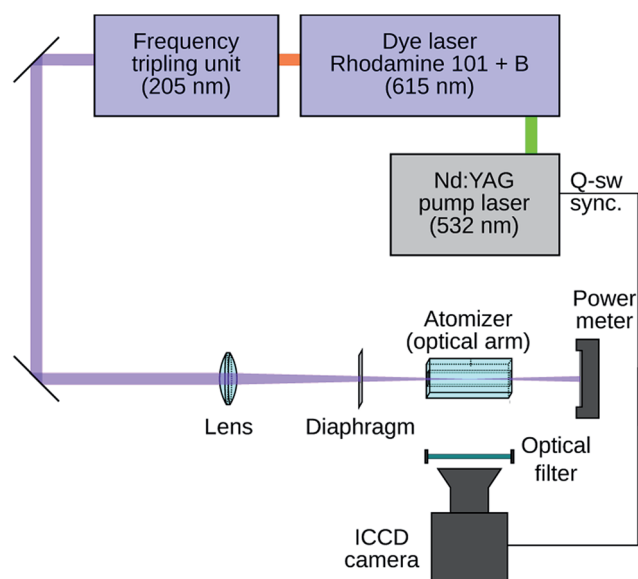 Frequency
tripling unit
(205 nm)
Dye laser
Rhodamine 101 + B
(615 nm)
Nd:YAG
pump laser
(532 nm)
Q-sw
sync.
Power
meter
Atomizer
(optical arm)
Lens
Diaphragm
Optical
filter
ICCD
camera